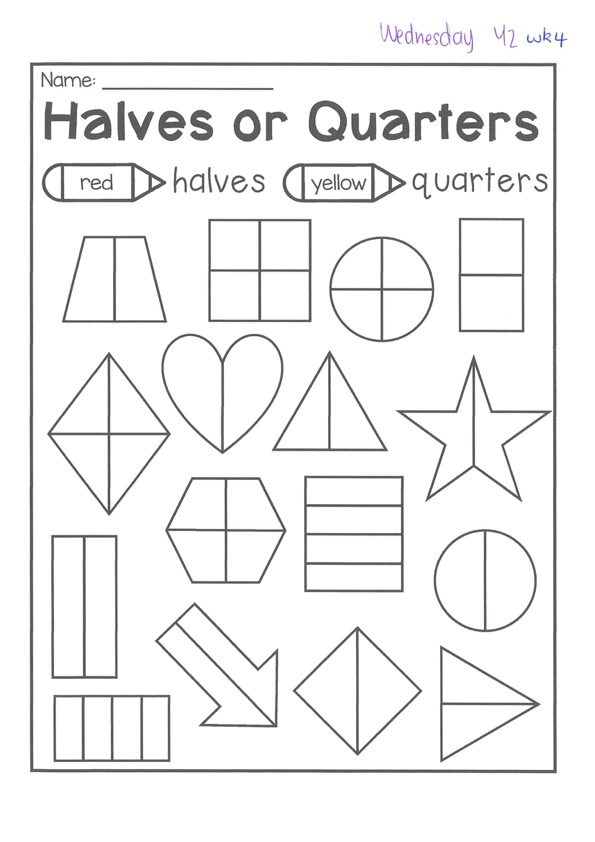 Wednesday Y2 wk4
Name:
Halves or Quarters
red halves yellow quarters